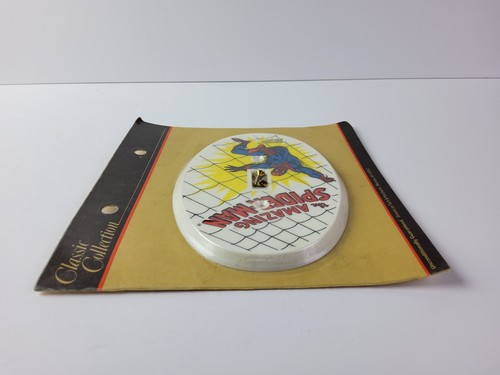 Classic
Collection
The AMAZING
SPIDER-MAN